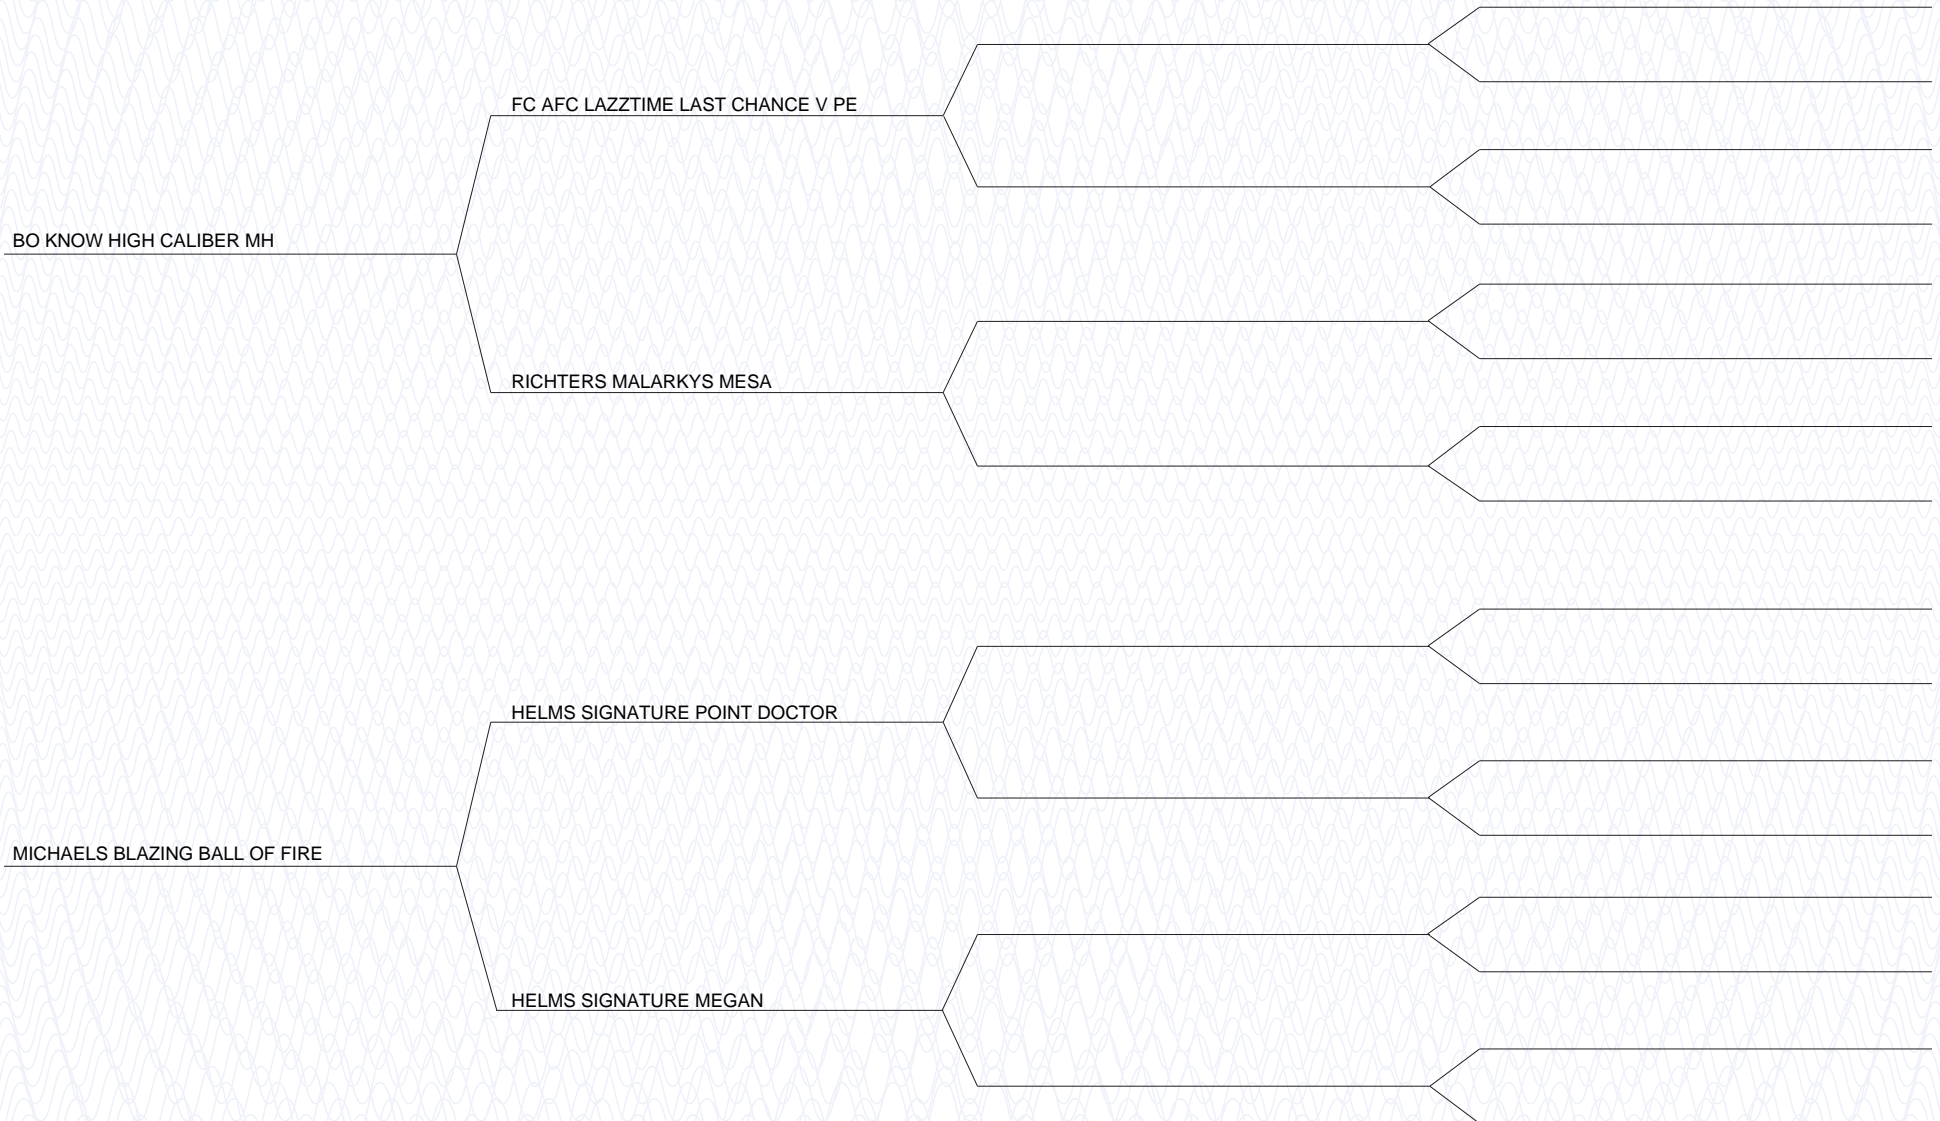 FC AFC LAZZTIME LAST CHANCE V PE
BO KNOW HIGH CALIBER MH
RICHTERS MALARKYS MESA
HELMS SIGNATURE POINT DOCTOR
MICHAELS BLAZING BALL OF FIRE
HELMS SIGNATURE MEGAN